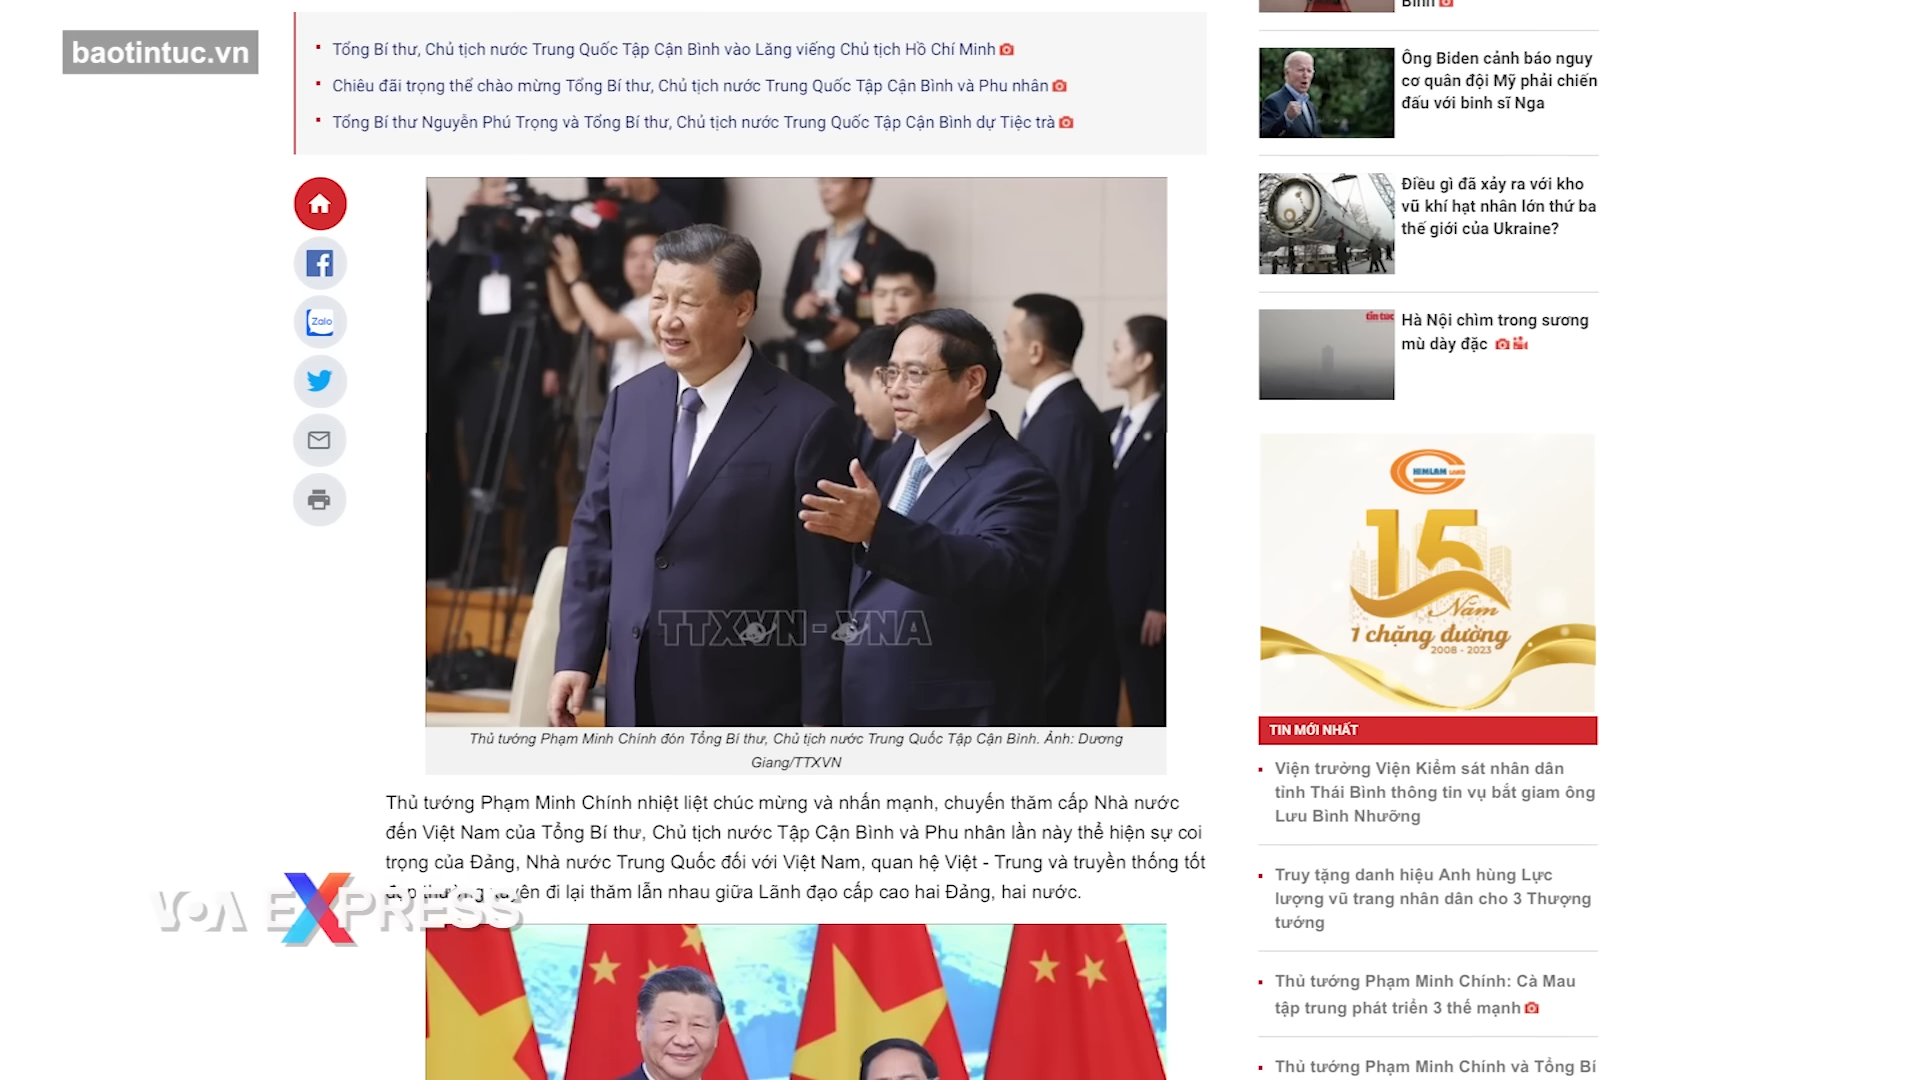 baotintuc.vn
Tổng Bí thư, Chủ tịch nước Trung Quốc Tập Cận Bình vào Lăng viếng Chủ tịch Hồ Chí Minh
Chiêu đãi trọng thể chào mừng Tổng Bí thư, Chủ tịch nước Trung Quốc Tập Cận Bình và Phu nhân
Tổng Bí thư Nguyễn Phú Trọng và Tổng Bí thư, Chủ tịch nước Trung Quốc Tập Cận Bình dự Tiệc trà
Zalo
TTXVN - VNA
Thủ tướng Phạm Minh Chính đón Tổng Bí thư, Chủ tịch nước Trung Quốc Tập Cận Bình. Ảnh: Dương
Giang/TTXVN
Thủ tướng Phạm Minh Chính nhiệt liệt chúc mừng và nhấn mạnh, chuyến thăm cấp Nhà nước
đến Việt Nam của Tổng Bí thư, Chủ tịch nước Tập Cận Bình và Phu nhân lần này thể hiện sự coi
trọng của Đảng, Nhà nước Trung Quốc đối với Việt Nam, quan hệ Việt - Trung và truyền thống tốt
đẹp thường xuyên đi lại thăm lẫn nhau giữa Lãnh đạo cấp cao hai Đảng, hai nước.
VOA EXPRESS
Bình
Ông Biden cảnh báo nguy
cơ quân đội Mỹ phải chiến
đấu với binh sĩ Nga
Điều gì đã xảy ra với kho
vũ khí hạt nhân lớn thứ ba
thế giới của Ukraine?
tin tức
Hà Nội chìm trong sương
mù dày đặc
HIMLAM LAND
15
Năm
1 chặng đường
2008 - 2023
TIN MỚI NHẤT
Viện trưởng Viện Kiểm sát nhân dân
tỉnh Thái Bình thông tin vụ bắt giam ông
Lưu Bình Nhưỡng
Truy tặng danh hiệu Anh hùng Lực
lượng vũ trang nhân dân cho 3 Thượng
tướng
Thủ tướng Phạm Minh Chính: Cà Mau
tập trung phát triển 3 thế mạnh
Thủ tướng Phạm Minh Chính và Tổng Bí